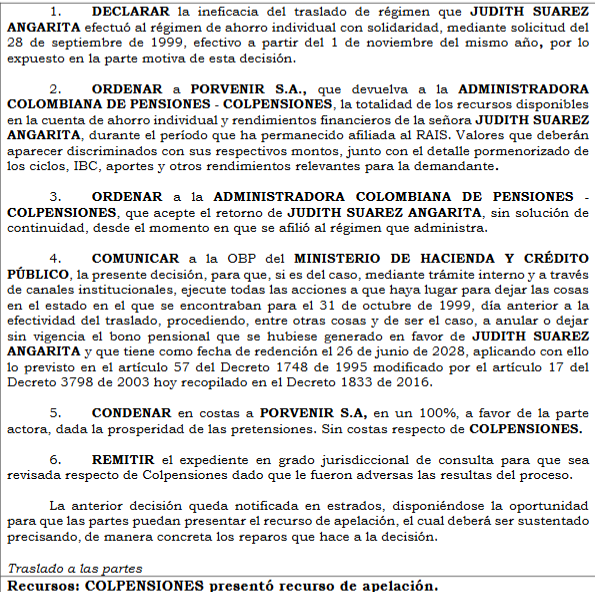 1. DECLARAR la ineficacia del traslado de régimen que JUDITH SUAREZ
ANGARITA efectuó al régimen de ahorro individual con solidaridad, mediante solicitud del
28 de septiembre de 1999, efectivo a partir del 1 de noviembre del mismo año, por lo
expuesto en la parte motiva de esta decisión.
2. ORDENAR a PORVENIR S.A., que devuelva a la ADMINISTRADORA
COLOMBIANA DE PENSIONES - COLPENSIONES, la totalidad de los recursos disponibles
en la cuenta de ahorro individual y rendimientos financieros de la señora JUDITH SUAREZ
ANGARITA, durante el período que ha permanecido afiliada al RAIS. Valores que deberán
aparecer discriminados con sus respectivos montos, junto con el detalle pormenorizado de
los ciclos, IBC, aportes y otros rendimientos relevantes para la demandante.
3. ORDENAR a la ADMINISTRADORA COLOMBIANA DE PENSIONES -
COLPENSIONES, que acepte el retorno de JUDITH SUAREZ ANGARITA, sin solución de
continuidad, desde el momento en que se afilió al régimen que administra.
4. COMUNICAR a la OBP del MINISTERIO DE HACIENDA Y CRÉDITO
PÚBLICO, la presente decisión, para que, si es del caso, mediante trámite interno y a través
de canales institucionales, ejecute todas las acciones a que haya lugar para dejar las cosas
en el estado en el que se encontraban para el 31 de octubre de 1999, día anterior a la
efectividad del traslado, procediendo, entre otras cosas y de ser el caso, a anular o dejar
sin vigencia el bono pensional que se hubiese generado en favor de JUDITH SUAREZ
ANGARITA y que tiene como fecha de redención el 26 de junio de 2028, aplicando con ello
lo previsto en el artículo 57 del Decreto 1748 de 1995 modificado por el artículo 17 del
Decreto 3798 de 2003 hoy recopilado en el Decreto 1833 de 2016.
5. CONDENAR en costas a PORVENIR S.A, en un 100%, a favor de la parte
actora, dada la prosperidad de las pretensiones. Sin costas respecto de COLPENSIONES.
6. REMITIR el expediente en grado jurisdiccional de consulta para que sea
revisada respecto de Colpensiones dado que le fueron adversas las resultas del proceso.
La anterior decisión queda notificada en estrados, disponiéndose la oportunidad
para que las partes puedan presentar el recurso de apelación, el cual deberá ser sustentado
precisando, de manera concreta los reparos que hace a la decisión.
Traslado a las partes
Recursos: COLPENSIONES presentó recurso de apelación.